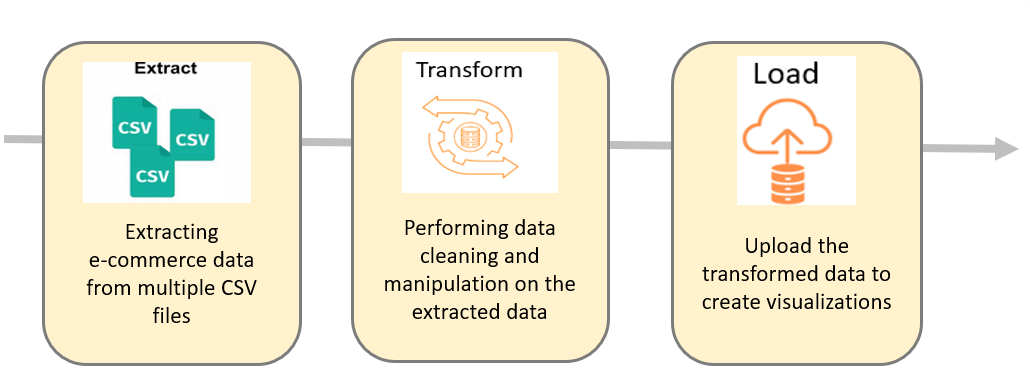 Extract
CSV
CSV
CSV
Extracting
e-commerce data
from multiple CSV
files
Transform
Performing data
cleaning and
manipulation on the
extracted data
Load
Upload the
transformed data to
create visualizations